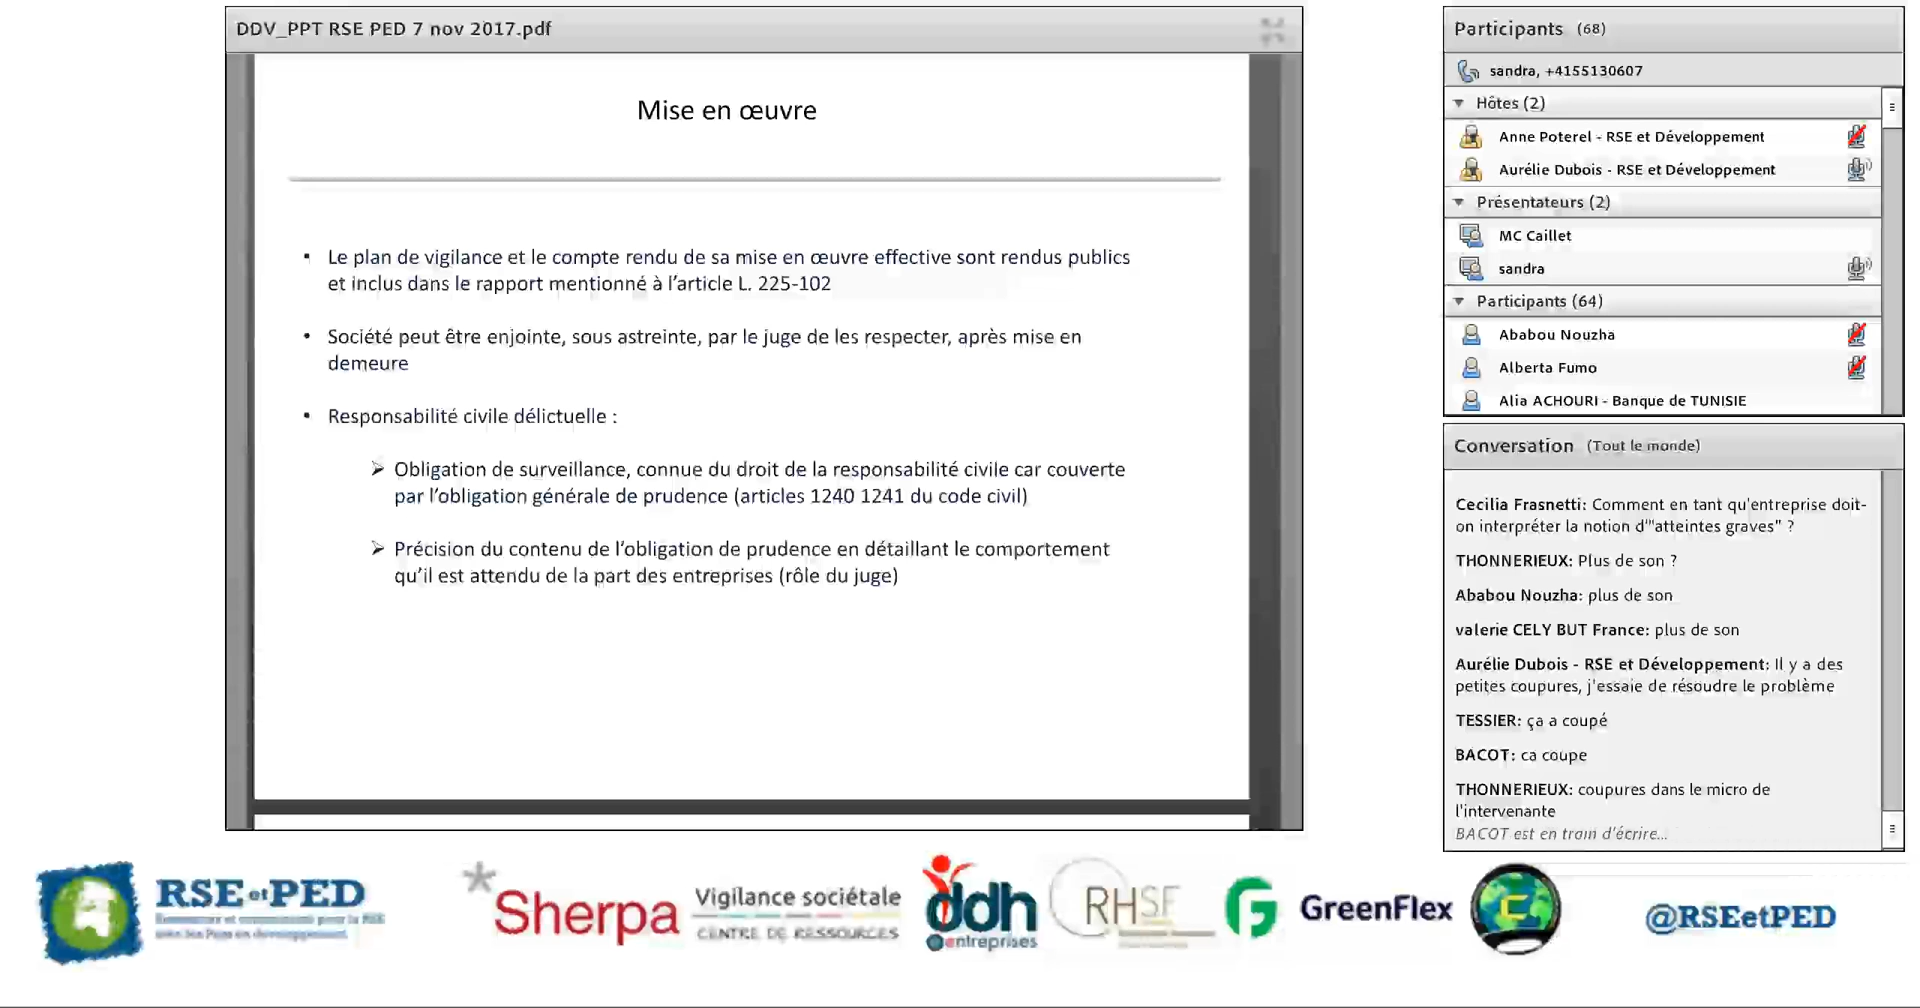 DDV_PPT RSE PED 7 nov 2017.pdf
Mise en œuvre
▪ Le plan de vigilance et le compte rendu de sa mise en œuvre effective sont rendus publics
et inclus dans le rapport mentionné à l'article L. 225-102
• Société peut être enjointe, sous astreinte, par le juge de les respecter, après mise en
demeure
• Responsabilité civile délictuelle :
➢ Obligation de surveillance, connue du droit de la responsabilité civile car couverte
par l'obligation générale de prudence (articles 1240 1241 du code civil)
➢ Précision du contenu de l'obligation de prudence en détaillant le comportement
qu'il est attendu de la part des entreprises (rôle du juge)
Participants (68)
sandra, +4155130607
Hôtes (2)
Anne Poterel - RSE et Développement
Aurélie Dubois - RSE et Développement
Présentateurs (2)
MC Caillet
sandra
Participants (64)
Ababou Nouzha
Alberta Fumo
Alia ACHOURI - Banque de TUNISIE
Conversation (Tout le monde)
Cecilia Frasnetti: Comment en tant qu'entreprise doit-
on interpréter la notion d'"atteintes graves" ?
THONNERIEUX: Plus de son ?
Ababou Nouzha: plus de son
valerie CELY BUT France: plus de son
Aurélie Dubois - RSE et Développement: Il y a des
petites coupures, j'essaie de résoudre le problème
TESSIER: ça a coupé
BACOT: ca coupe
THONNERIEUX: coupures dans le micro de
l'intervenante
BACOT est en train d'écrire...
RSE et PED
Sherpa
Vigilance sociétale
CENTRE DE RESSOURCES
ddh
@entreprises
RHSF
GreenFlex
@RSEetPED